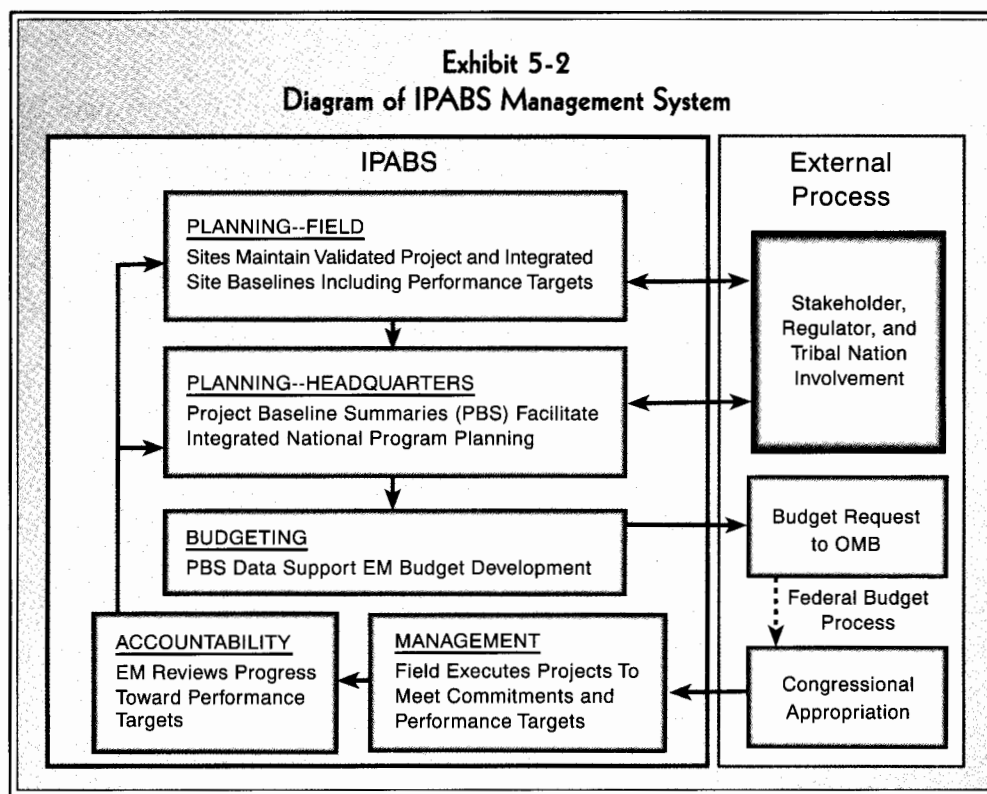 Exhibit 5-2
Diagram of IPABS Management System
IPABS
PLANNING--FIELD
Sites Maintain Validated Project and Integrated
Site Baselines Including Performance Targets
PLANNING--HEADQUARTERS
Project Baseline Summaries (PBS) Facilitate
Integrated National Program Planning
BUDGETING
PBS Data Support EM Budget Development
ACCOUNTABILITY
EM Reviews Progress
Toward Performance
Targets
MANAGEMENT
Field Executes Projects To
Meet Commitments and
Performance Targets
External
Process
Stakeholder,
Regulator, and
Tribal Nation
Involvement
Budget Request
to OMB
Federal Budget
Process
Congressional
Appropriation